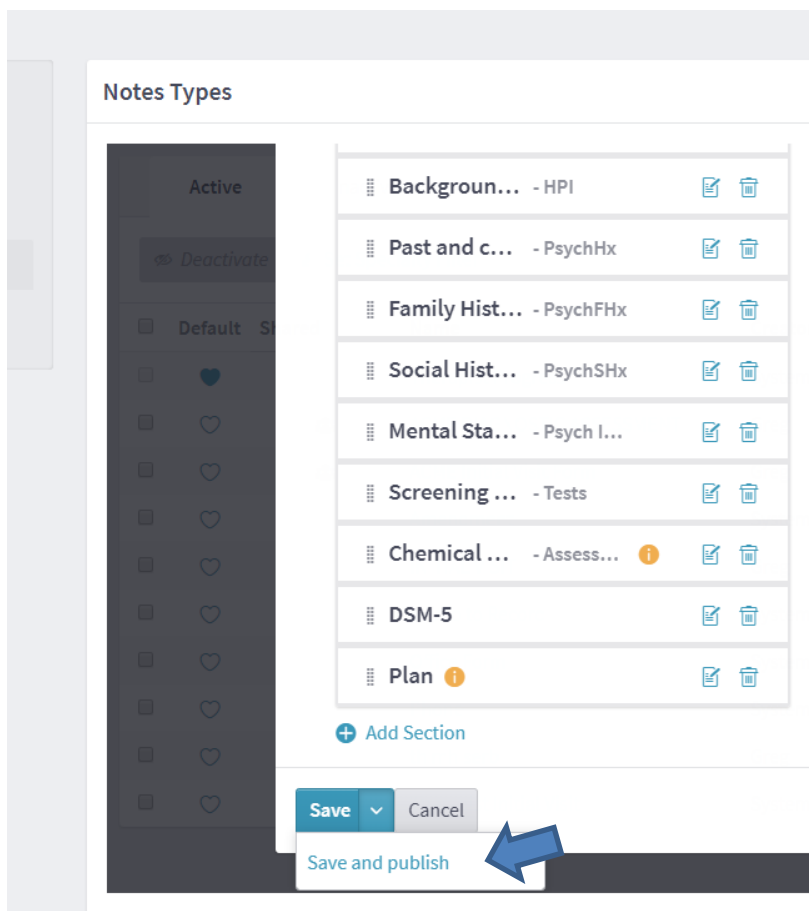 Notes Types
Active
Deactivate
Default
Backgroun... - HPI
Past and c... - PsychHx
Family Hist... - PsychFHx
Social Hist... - PsychSHx
Mental Sta... - Psych I...
Screening ... - Tests
Chemical ... - Assess...
DSM-5
Plan
Add Section
Save Cancel
Save and publish